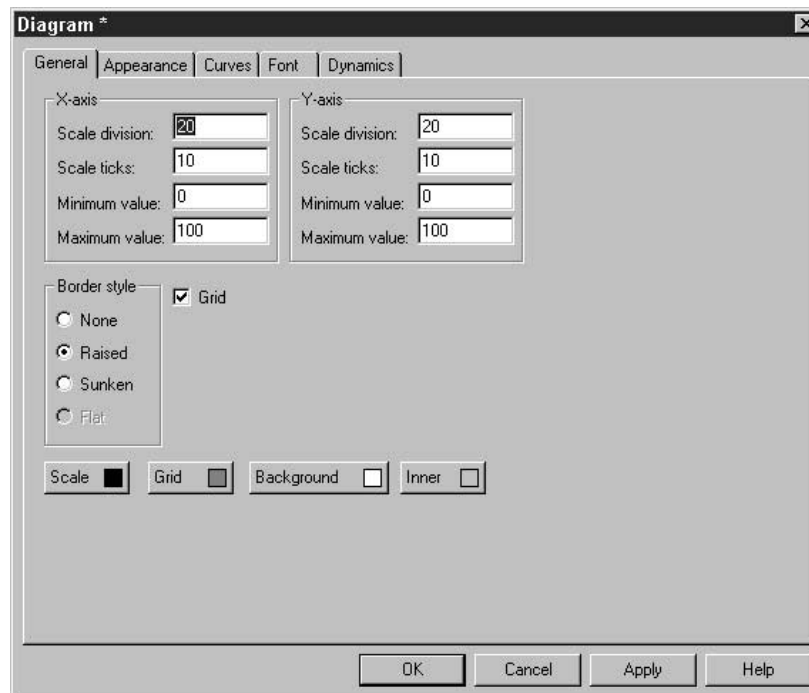 Diagram *
General Appearance Curves Font Dynamics
X-axis
Scale division: 20
Scale ticks: 10
Minimum value: 0
Maximum value: 100
Y-axis
Scale division: 20
Scale ticks: 10
Minimum value: 0
Maximum value: 100
Border style
None
Raised
Sunken
Flat
Grid
Scale Grid Background Inner
OK Cancel Apply Help